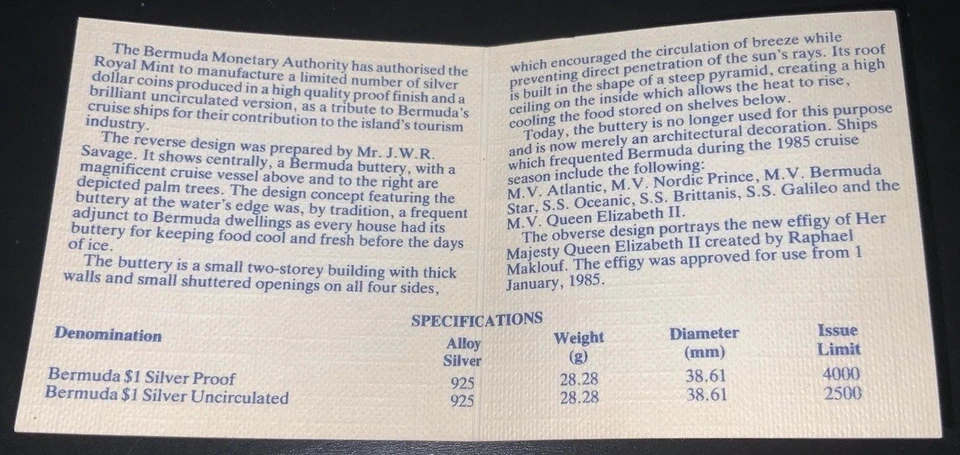 The Bermuda Monetary Authority has authorised the
Royal Mint to manufacture a limited number of silver
dollar coins produced in a high quality proof finish and a
brilliant uncirculated version, as a tribute to Bermuda's
cruise ships for their contribution to the island's tourism
industry.
The reverse design was prepared by Mr. J.W.R.
Savage. It shows centrally, a Bermuda buttery, with a
magnificent cruise vessel above and to the right are
depicted palm trees. The design concept featuring the
buttery at the water's edge was, by tradition, a frequent
adjunct to Bermuda dwellings as every house had its
buttery for keeping food cool and fresh before the days
of ice.
The buttery is a small two-storey building with thick
walls and small shuttered openings on all four sides,
which encouraged the circulation of breeze while
preventing direct penetration of the sun's rays. Its roof
is built in the shape of a steep pyramid, creating a high
ceiling on the inside which allows the heat to rise,
cooling the food stored on shelves below.
Today, the buttery is no longer used for this purpose
and is now merely an architectural decoration. Ships
which frequented Bermuda during the 1985 cruise
season include the following:
M.V. Atlantic, M.V. Nordic Prince, M.V. Bermuda
Star, S.S. Oceanic, S.S. Brittanis, S.S. Galileo and the
M.V. Queen Elizabeth II.
The obverse design portrays the new effigy of Her
Majesty Queen Elizabeth II created by Raphael
Maklouf. The effigy was approved for use from 1
January, 1985.
SPECIFICATIONS
Denomination Alloy Silver Weight (g) Diameter (mm) Issue Limit
Bermuda $1 Silver Proof 925 28.28 38.61 4000
Bermuda $1 Silver Uncirculated 925 28.28 38.61 2500